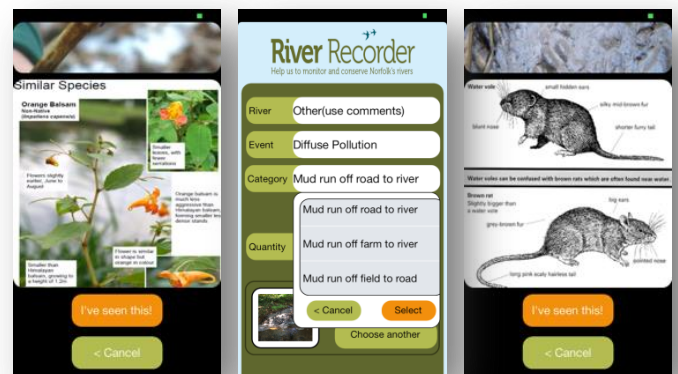 Similar Species
Orange Balsam
Non-Native
(Impatiens capensis)
Smaller
leaves, with
fewer
serrations
Flowers slightly
earlier, June to
August
Orange balsam is
much less
aggressive than
Himalayan balsam,
forming smaller less
dense stands
Flower is similar
in shape but
orange in colour
Smaller than
Himalayan
balsam, growing to
a height of 1.2m
I've seen this!
< Cancel
River Recorder
Help us to monitor and conserve Norfolk's rivers
River
Other(use comments)
Event
Diffuse Pollution
Category
Mud run off road to river
Mud run off road to river
Mud run off farm to river
Mud run off field to road
Quantity
< Cancel
Select
Choose another
Water vole
small hidden ears
silky mid-brown fur
blunt nose
shorter furry tail
Water voles can be confused with brown rats which are often found near water
Brown rat
Slightly bigger than
a water vole
big ears
grey-brown fur
pointed nose
long pink scaly hairless tail
I've seen this!
< Cancel